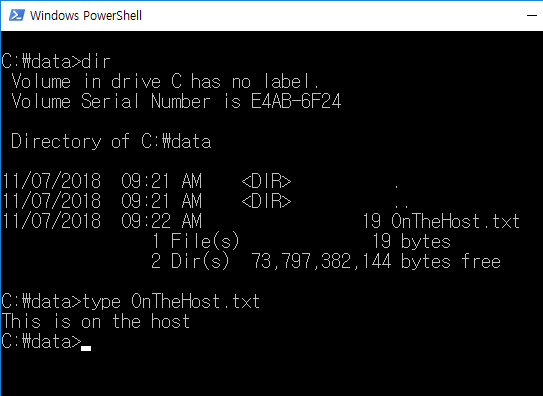 Windows PowerShell
C:₩data>dir
 Volume in drive C has no label.
 Volume Serial Number is E4AB-6F24
 Directory of C:₩data
11/07/2018  09:21 AM    <DIR>          .
11/07/2018  09:21 AM    <DIR>          ..
11/07/2018  09:22 AM                19 OnTheHost.txt
               1 File(s)             19 bytes
               2 Dir(s)  73,797,382,144 bytes free
C:₩data>type OnTheHost.txt
This is on the host
C:₩data>